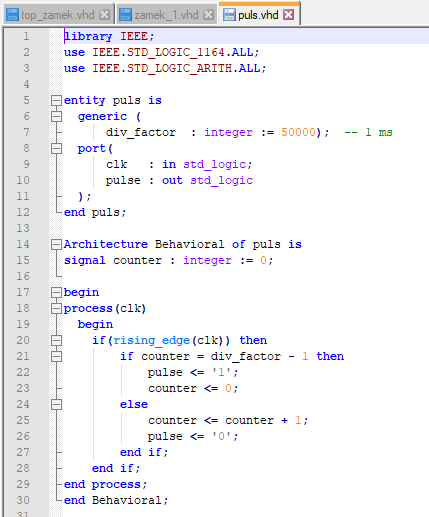 top_zamek.vhd zamek_1.vhd puls.vhd
1 library IEEE;
2 use IEEE.STD_LOGIC_1164.ALL;
3 use IEEE.STD_LOGIC_ARITH.ALL;
4
5 entity puls is
6 generic (
7 div_factor : integer := 50000); -- 1 ms
8 port(
9 clk : in std_logic;
10 pulse : out std_logic
11 );
12 end puls;
13
14 Architecture Behavioral of puls is
15 signal counter : integer := 0;
16
17 begin
18 process(clk)
19 begin
20 if(rising_edge(clk)) then
21 if counter = div_factor - 1 then
22 pulse <= '1';
23 counter <= 0;
24 else
25 counter <= counter + 1;
26 pulse <= '0';
27 end if;
28 end if;
29 end process;
30 end Behavioral;
31